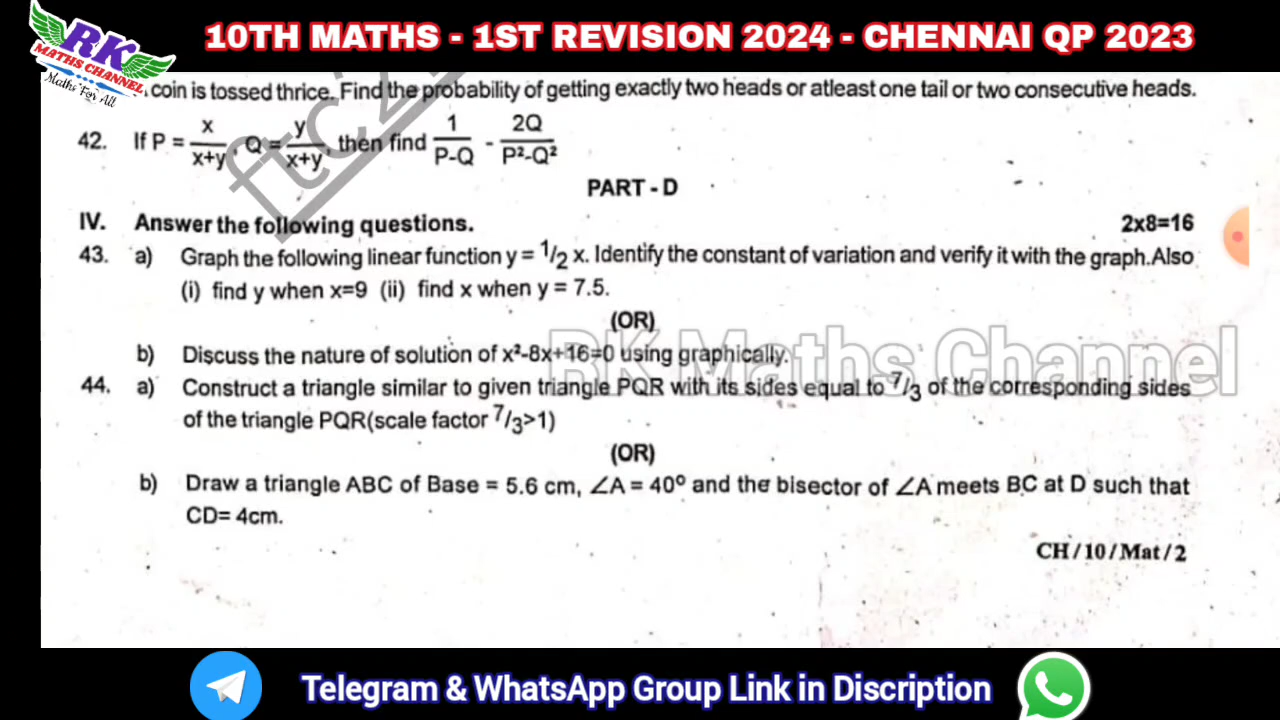 10TH MATHS - 1ST REVISION 2024 - CHENNAI QP 2023
RK
MATHS CHANNEL
Maths For All
coin is tossed thrice. Find the probability of getting exactly two heads or atleast one tail or two consecutive heads.
42. If P = x/x+y, Q = y/x+y, then find 1/P-Q - 2Q/P²-Q²
PART - D
IV. Answer the following questions. 2x8=16
43. a) Graph the following linear function y = 1/2 x. Identify the constant of variation and verify it with the graph.Also
(i) find y when x=9 (ii) find x when y = 7.5.
(OR)
RK Maths Channel
b) Discuss the nature of solution of x²-8x+16=0 using graphically.
44. a) Construct a triangle similar to given triangle PQR with its sides equal to 7/3 of the corresponding sides
of the triangle PQR(scale factor 7/3>1)
(OR)
b) Draw a triangle ABC of Base = 5.6 cm, ∠A = 40⁰ and the bisector of ∠A meets BC at D such that
CD= 4cm.
CH/10/Mat/2
Telegram & WhatsApp Group Link in Discription